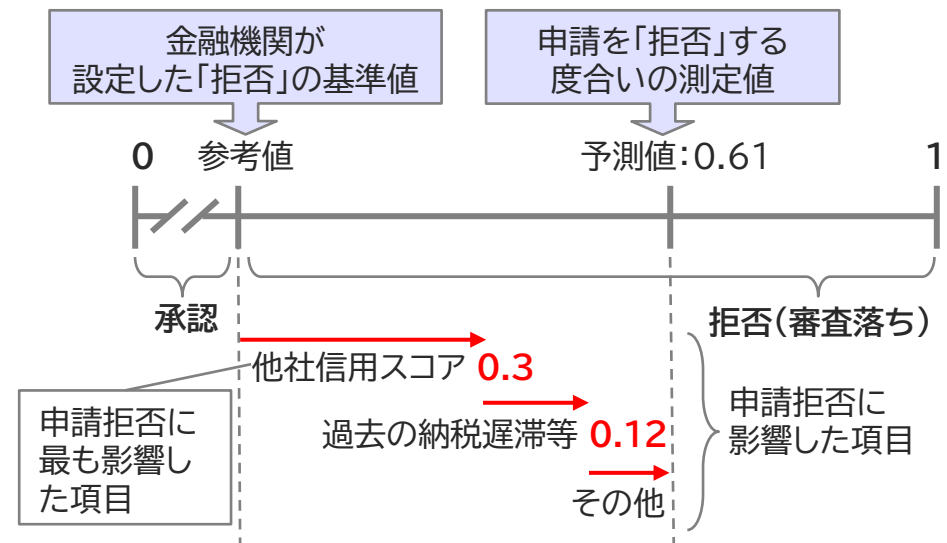 金融機関が
設定した「拒否」の基準値
申請を「拒否」する
度合いの測定値
0 参考値 予測値:0.61 1
承認
拒否(審査落ち)
他社信用スコア 0.3
過去の納税遅滞等 0.12
その他
申請拒否に
最も影響し
た項目
申請拒否に
影響した項目